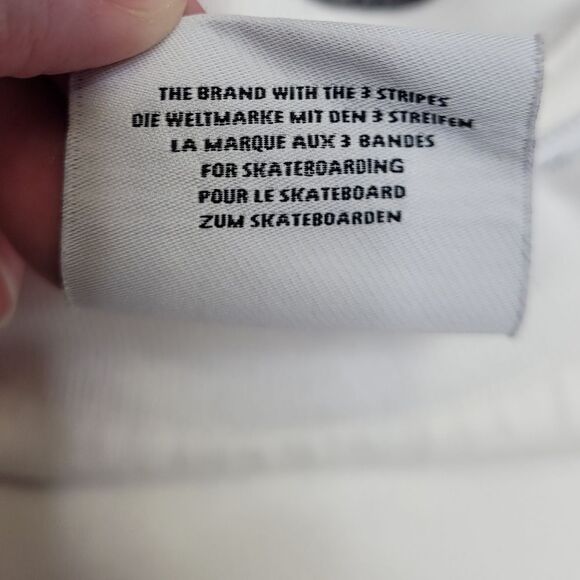 THE BRAND WITH THE 3 STRIPES
DIE WELTMARKE MIT DEN 3 STREIFEN
LA MARQUE AUX 3 BANDES
FOR SKATEBOARDING
POUR LE SKATEBOARD
ZUM SKATEBOARDEN